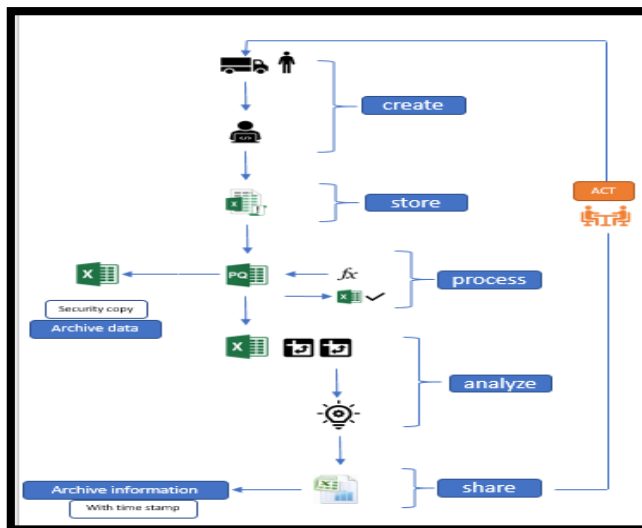 create
store
ACT
PQ
fx
process
Security copy
Archive data
analyze
Archive information
With time stamp
share